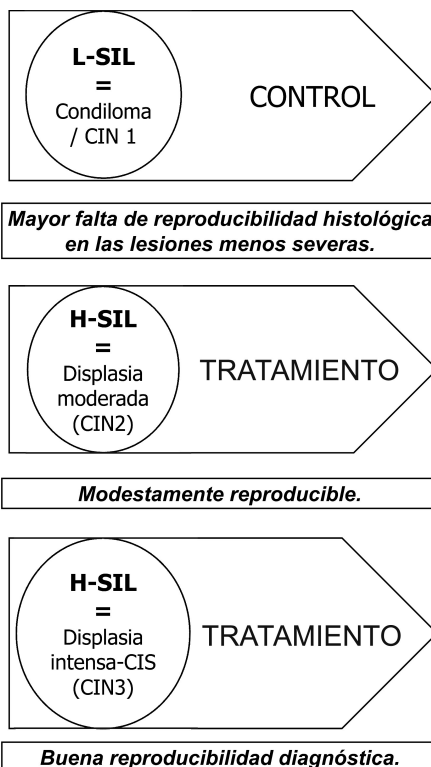 L-SIL
=
Condiloma
/ CIN 1
CONTROL
Mayor falta de reproducibilidad histológica
en las lesiones menos severas.
H-SIL
=
Displasia
moderada
(CIN2)
TRATAMIENTO
Modestamente reproducible.
H-SIL
=
Displasia
intensa-CIS
(CIN3)
TRATAMIENTO
Buena reproducibilidad diagnóstica.